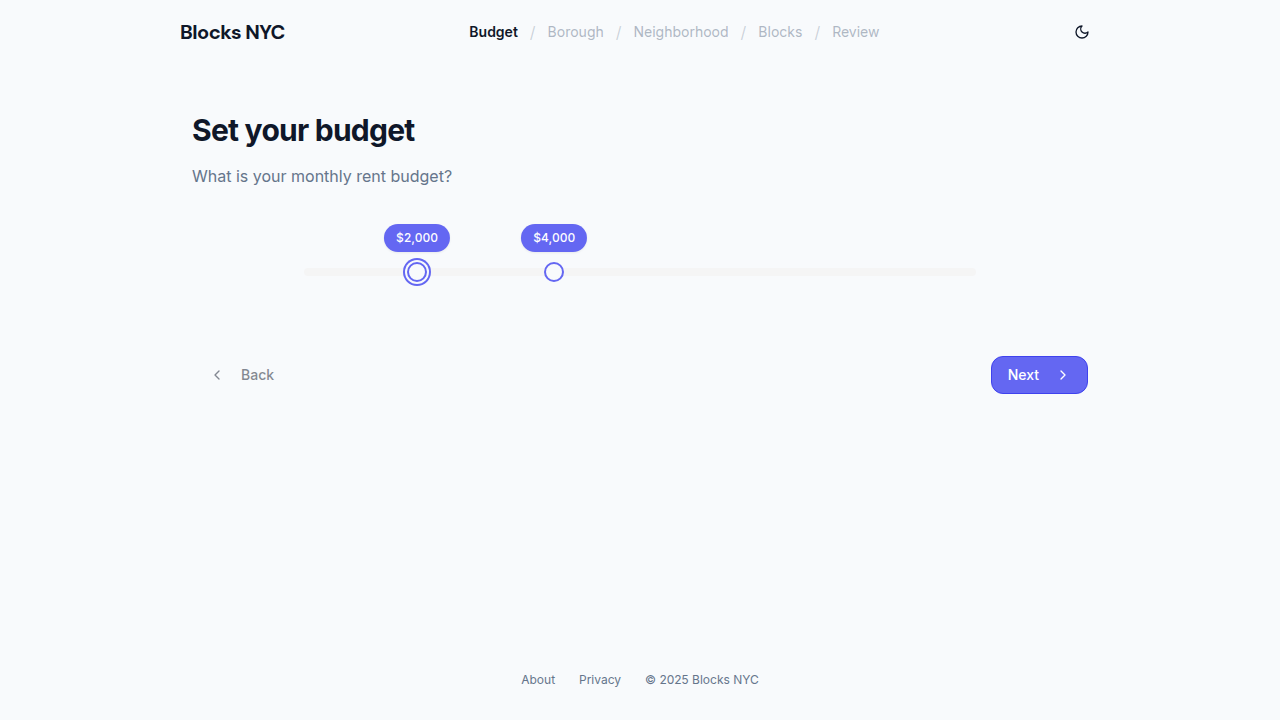 Blocks NYC
Budget / Borough / Neighborhood / Blocks / Review
Set your budget
What is your monthly rent budget?
$2,000 $4,000
Back
Next
About Privacy © 2025 Blocks NYC